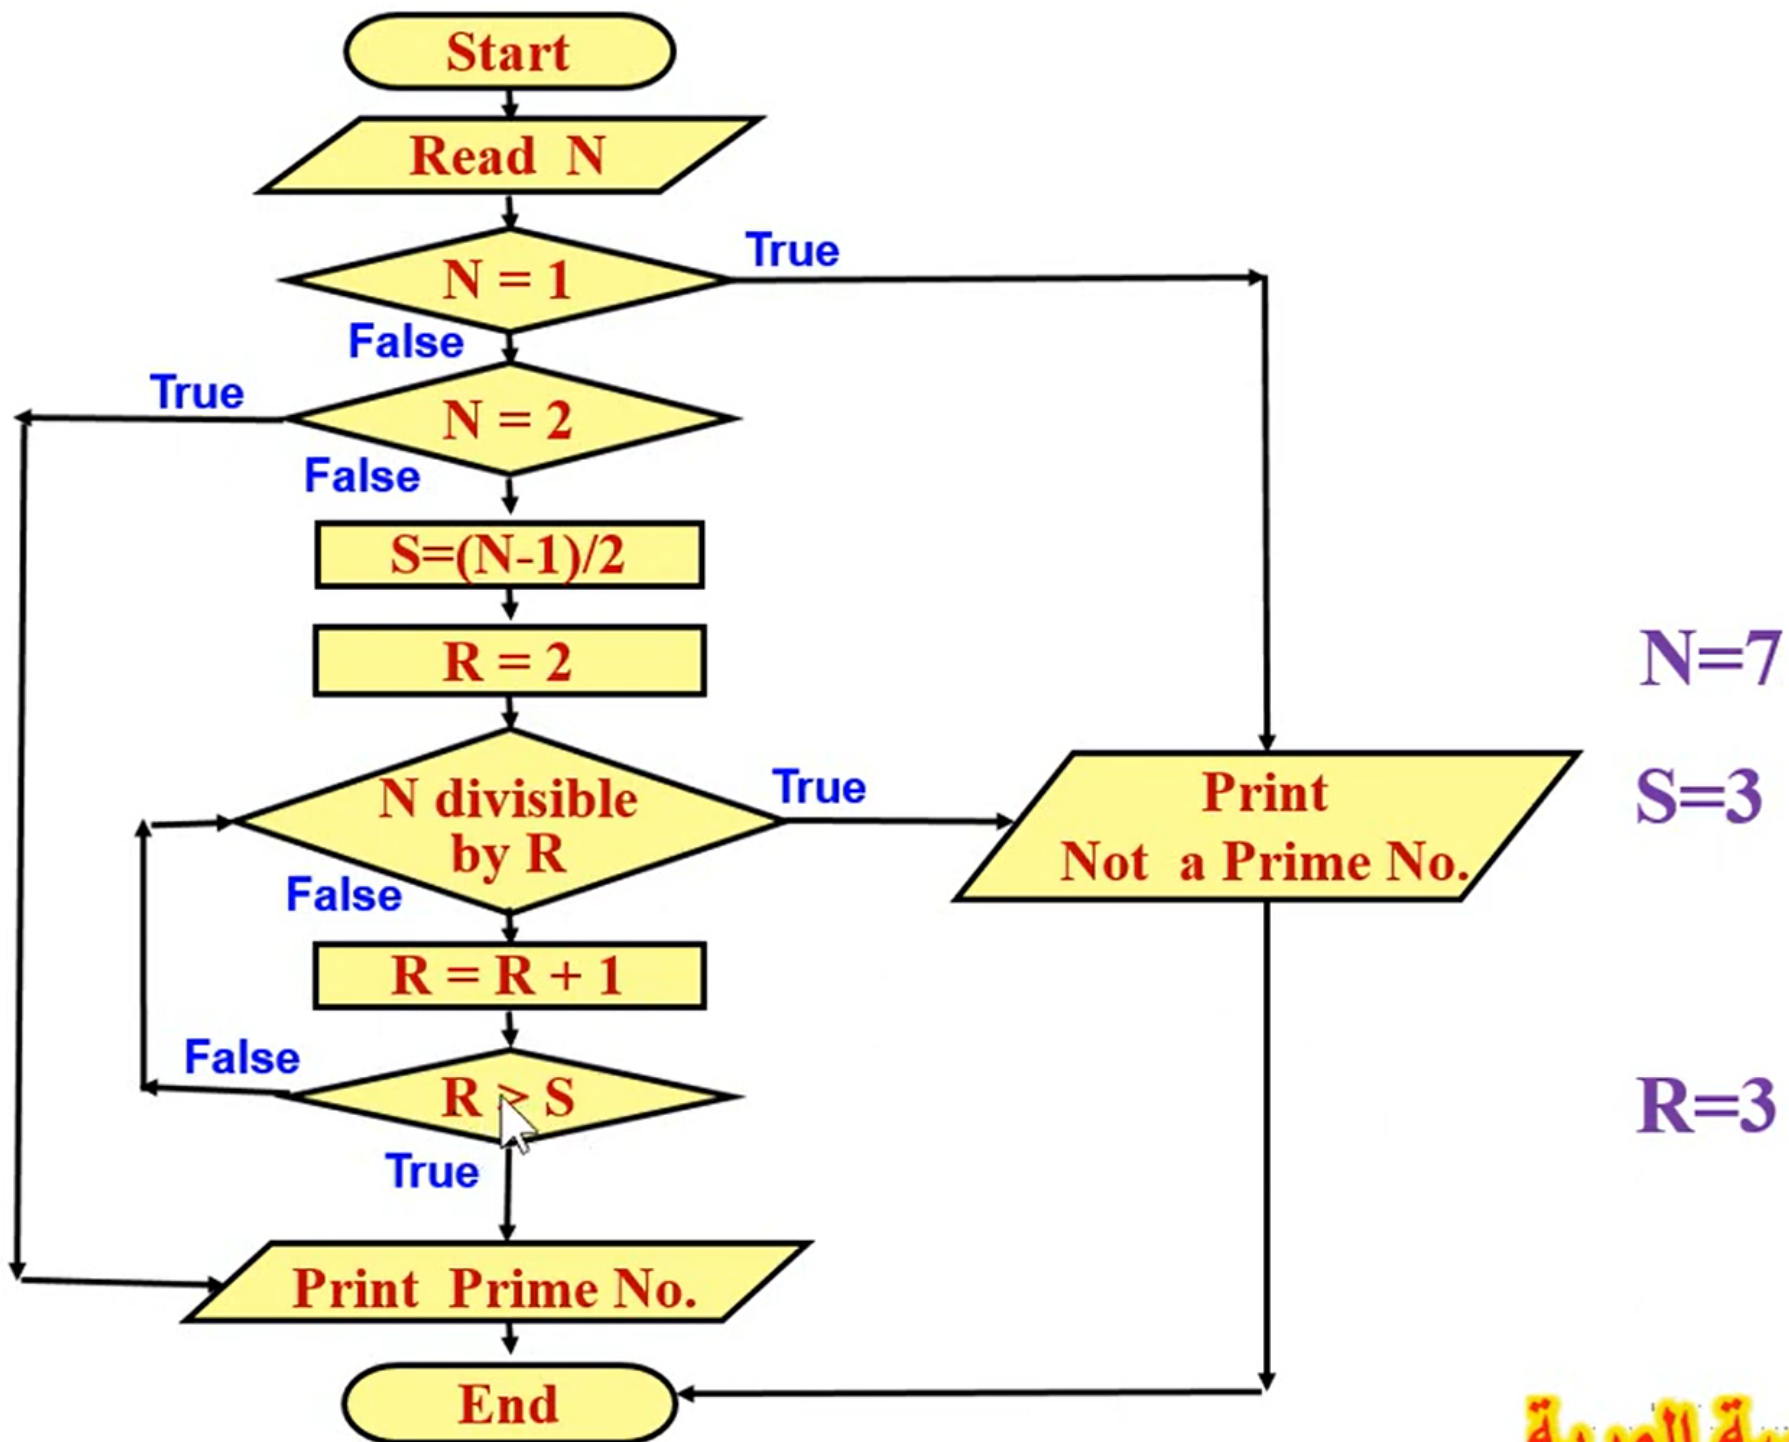 Start
Read N
N = 1
True
False
N = 2
True
False
S=(N-1)/2
R = 2
N divisible
by R
True
False
R = R + 1
R > S
False
True
Print Prime No.
End
Print
Not a Prime No.
N=7
S=3
R=3